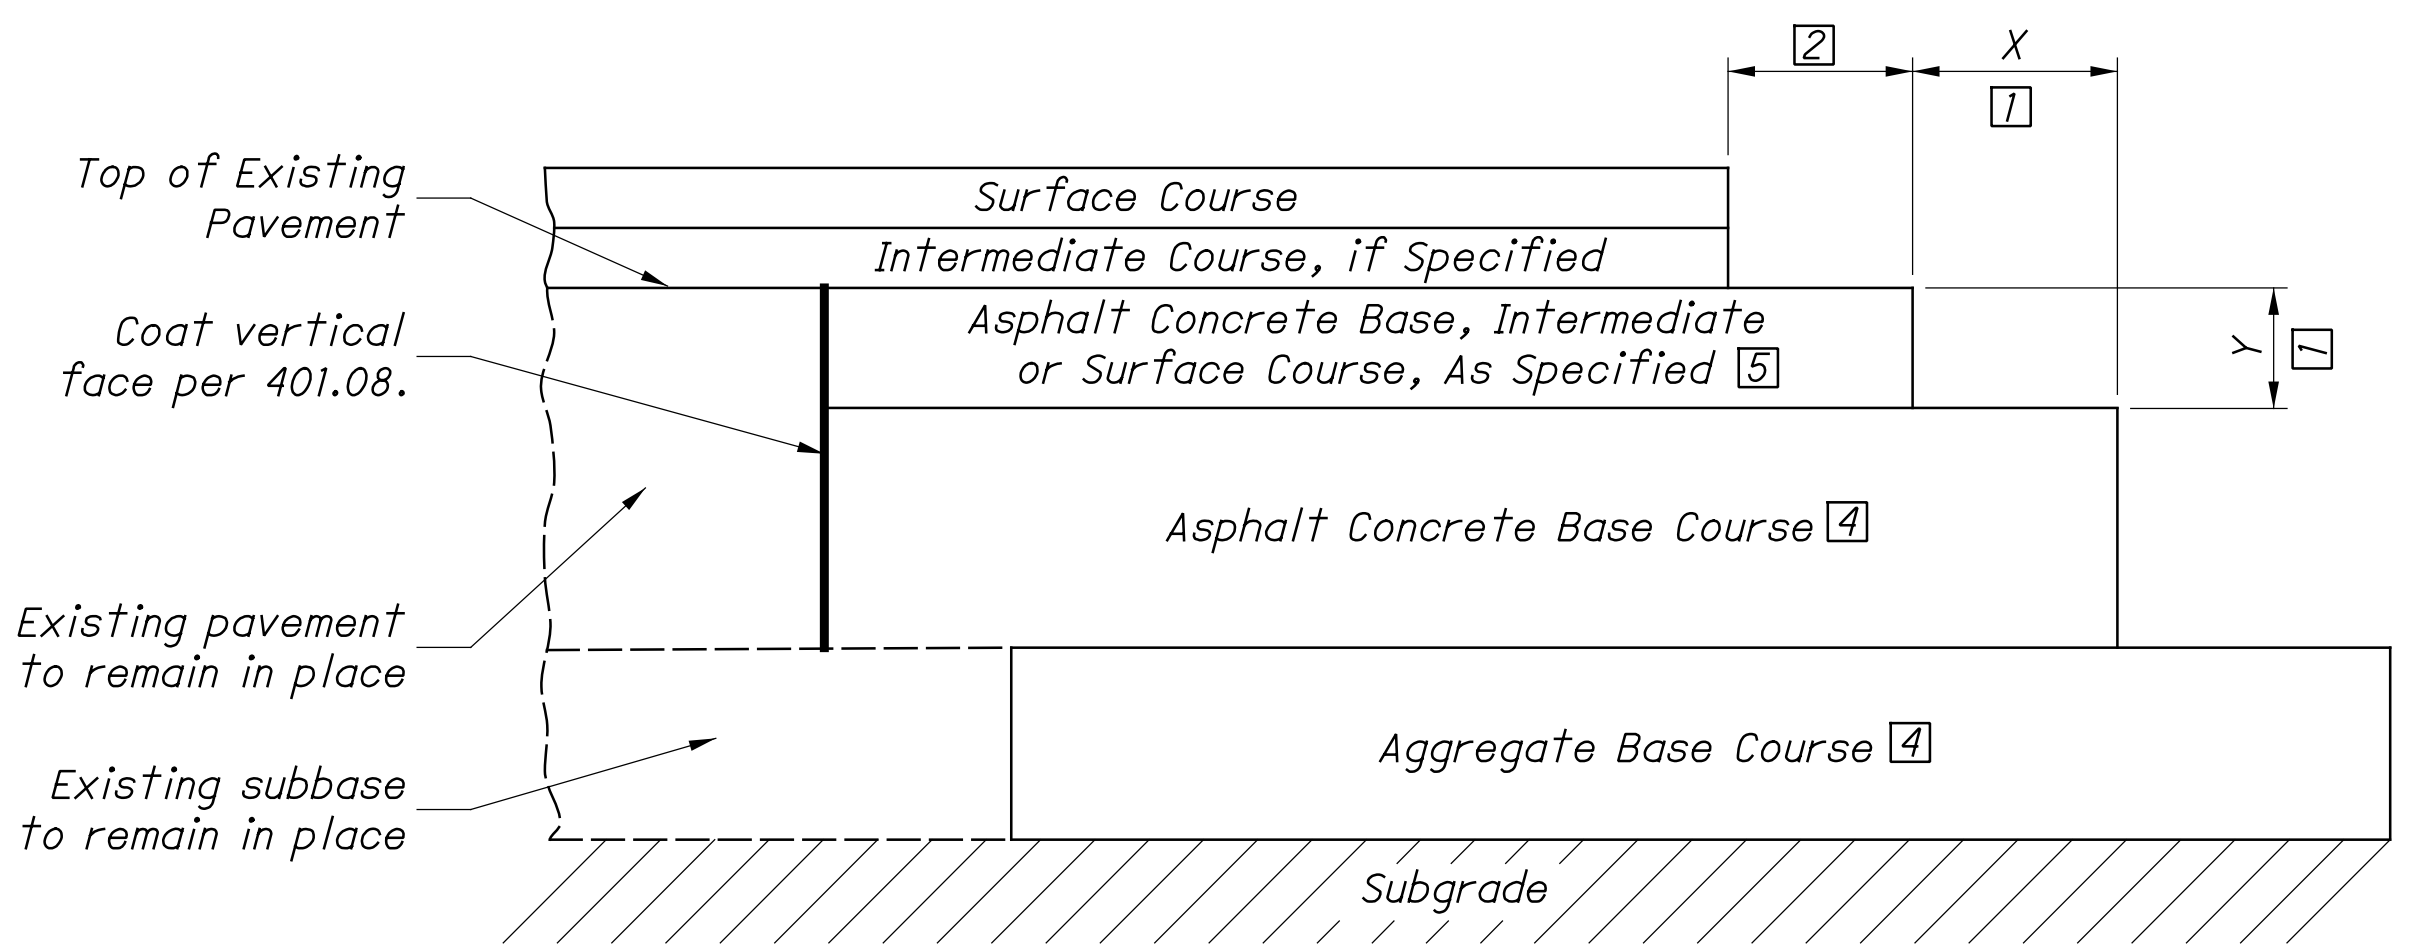 2
X
1
Top of Existing
Pavement
Surface Course
Intermediate Course, if Specified
Coat vertical
face per 401.08.
Asphalt Concrete Base, Intermediate
or Surface Course, As Specified 5
Y
1
Asphalt Concrete Base Course 4
Existing pavement
to remain in place
Aggregate Base Course 4
Existing subbase
to remain in place
Subgrade